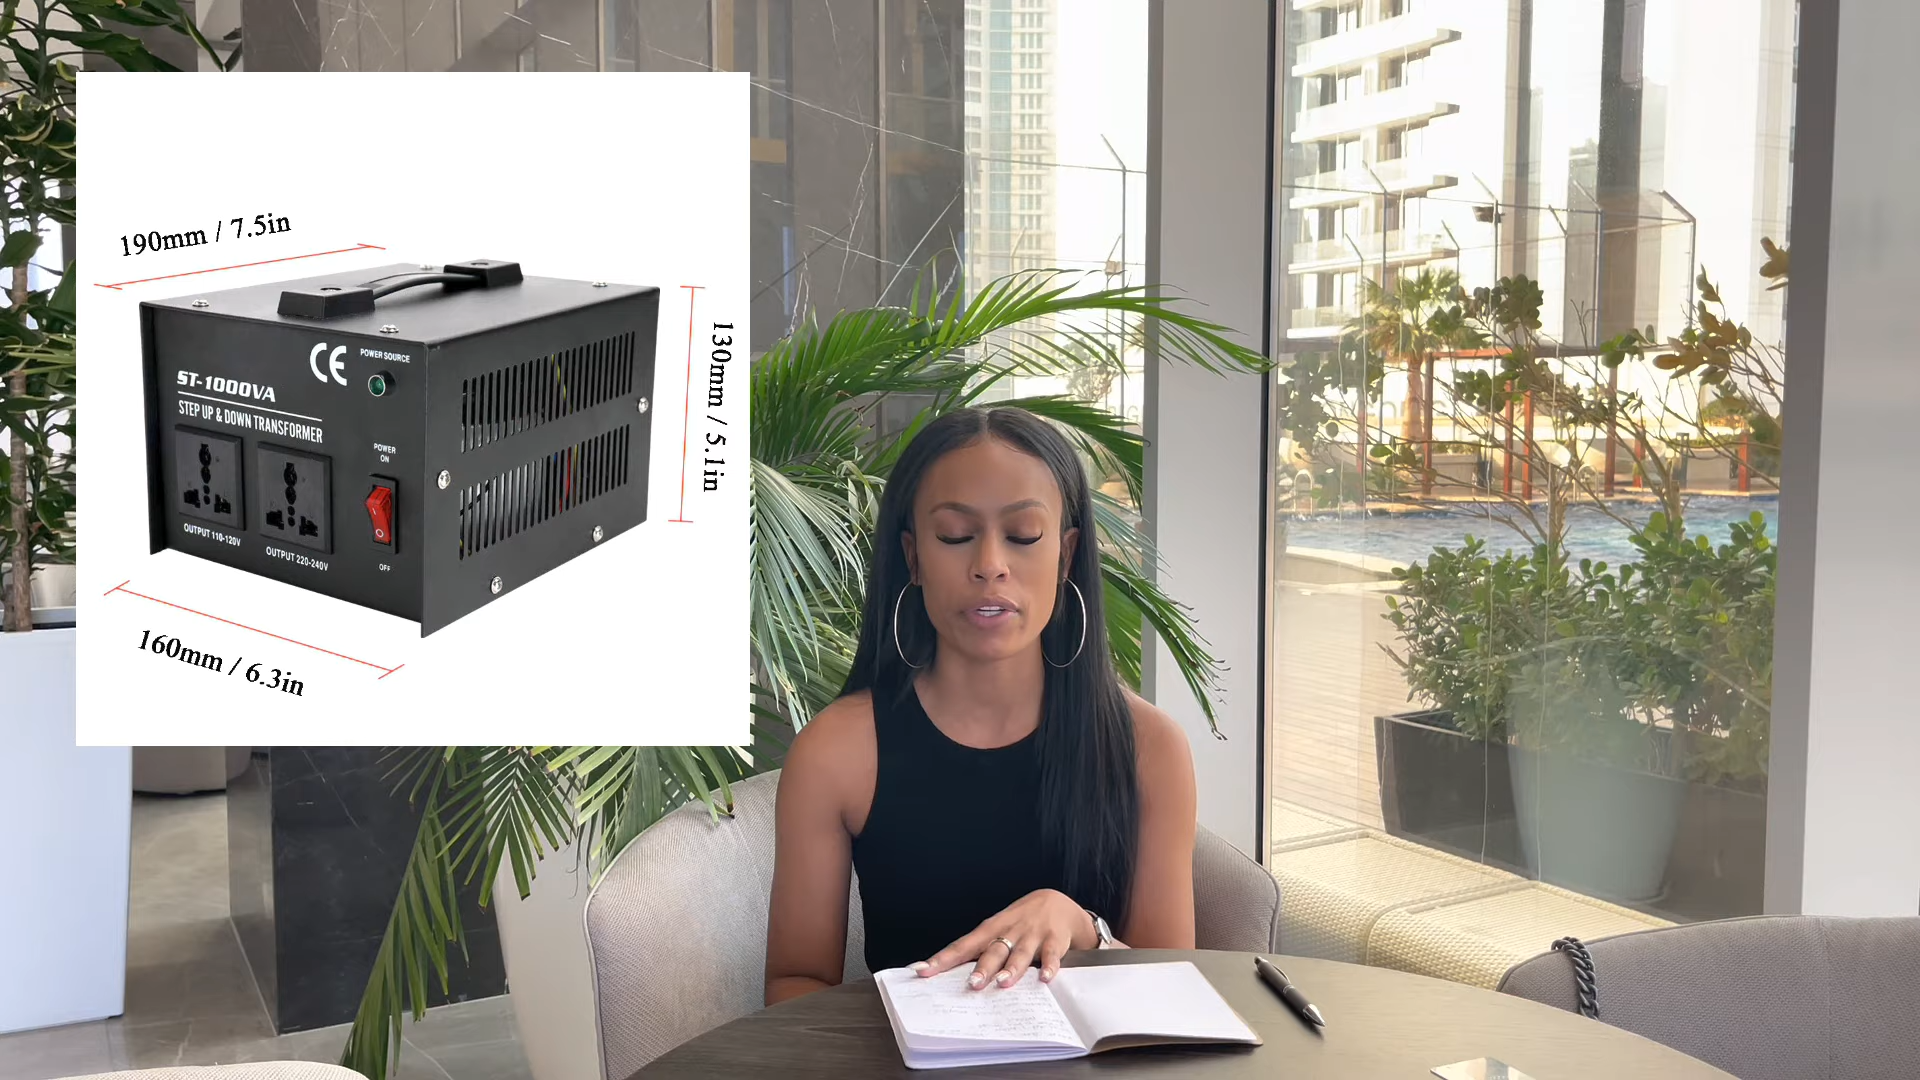 190mm / 7.5in
130mm / 5.1in
CE
POWER SOURCE
ST-1000VA
STEP UP & DOWN TRANSFORMER
POWER
ON
OUTPUT 110-120V
OUTPUT 220-240V
OFF
160mm / 6.3in